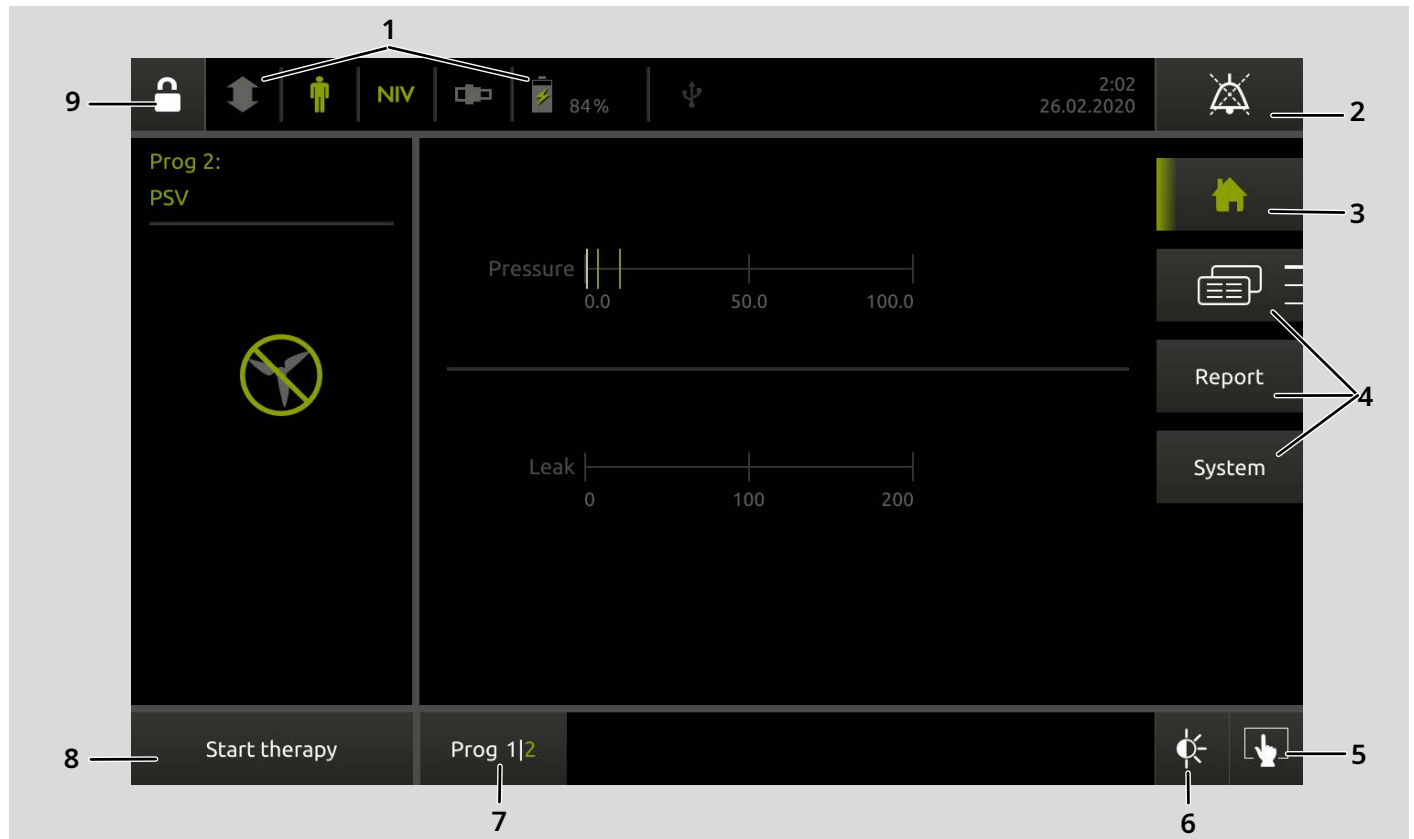 1
9
NIV
84%
2:02
26.02.2020
2
Prog 2:
PSV
3
Pressure
0.0 50.0 100.0
Report
4
Leak
0 100 200
System
8
Start therapy
Prog 1|2
5
7
6